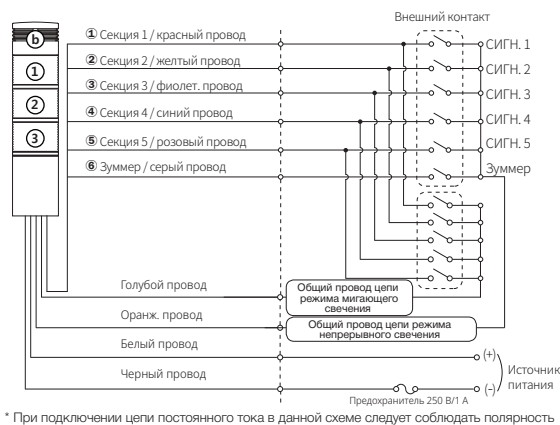 Внешний контакт
b
1
2
3
① Секция 1 / красный провод
СИГН. 1
② Секция 2 / желтый провод
СИГН. 2
③ Секция 3 / фиолет. провод
СИГН. 3
④ Секция 4 / синий провод
СИГН. 4
⑤ Секция 5 / розовый провод
СИГН. 5
⑥ Зуммер / серый провод
Зуммер
Голубой провод
Общий провод цепи
режима мигающего
свечения
Оранж. провод
Общий провод цепи режима
непрерывного свечения
Белый провод
(+)
Источник
питания
Черный провод
(-)
Предохранитель 250 В/1 А
* При подключении цепи постоянного тока в данной схеме следует соблюдать полярность